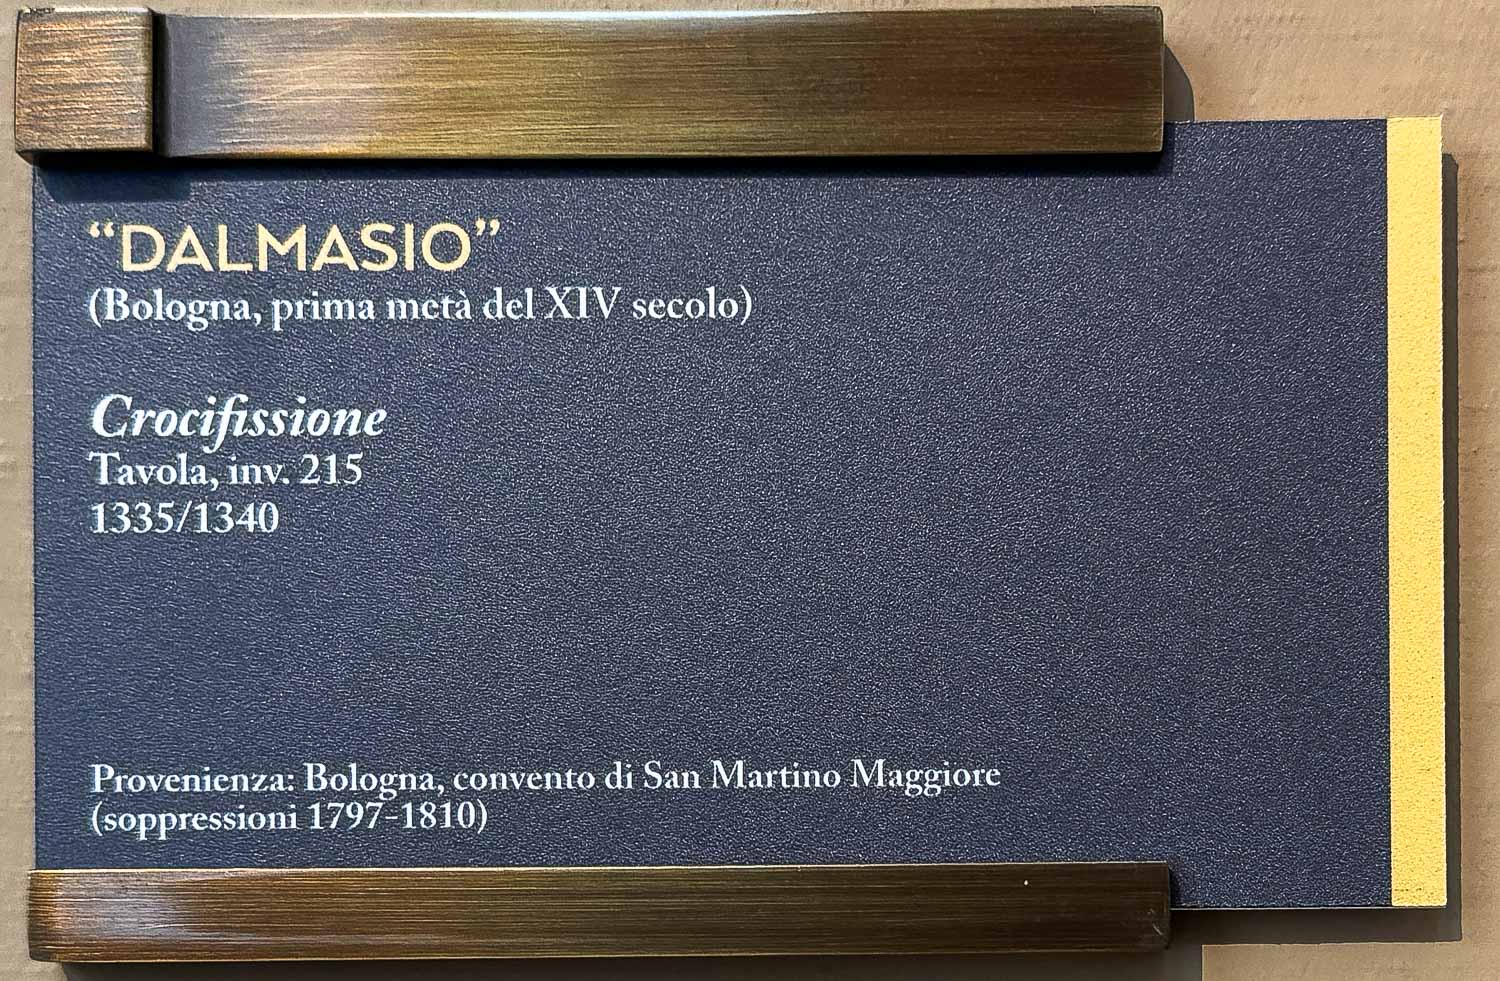 “DALMASIO”
(Bologna, prima metà del XIV secolo)
Crocifissione
Tavola, inv. 215
1335/1340
Provenienza: Bologna, convento di San Martino Maggiore
(soppressioni 1797-1810)